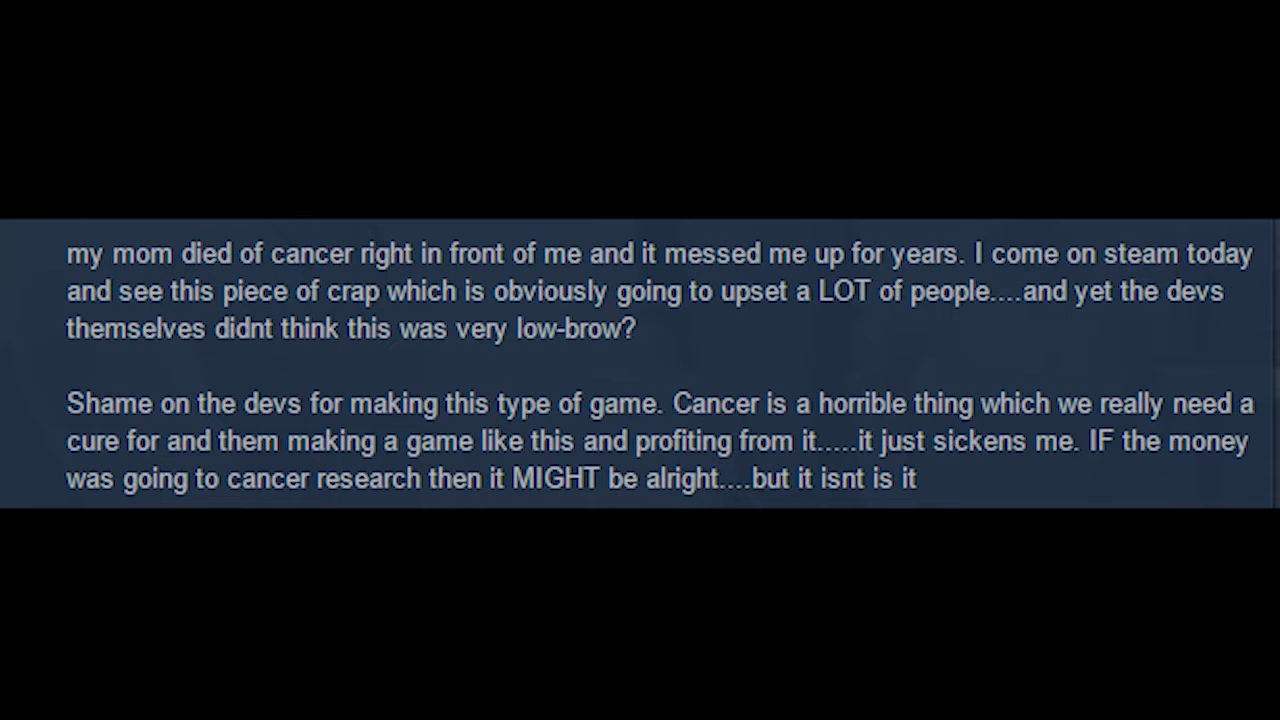 my mom died of cancer right in front of me and it messed me up for years. I come on steam today
and see this piece of crap which is obviously going to upset a LOT of people....and yet the devs
themselves didnt think this was very low-brow?
Shame on the devs for making this type of game. Cancer is a horrible thing which we really need a
cure for and them making a game like this and profiting from it.....it just sickens me. IF the money
was going to cancer research then it MIGHT be alright....but it isnt is it